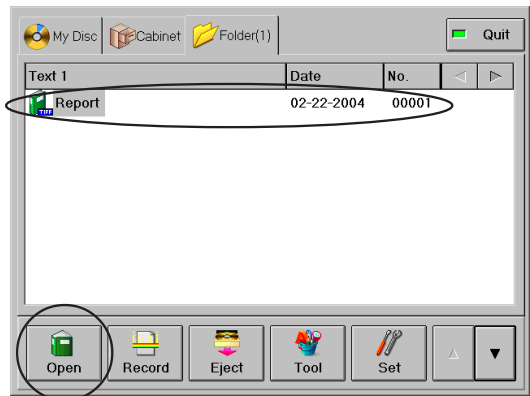 My Disc Cabinet Folder(1) Quit
Text 1 Date No.
TIFF Report 02-22-2004 00001
Open Record Eject Tool Set